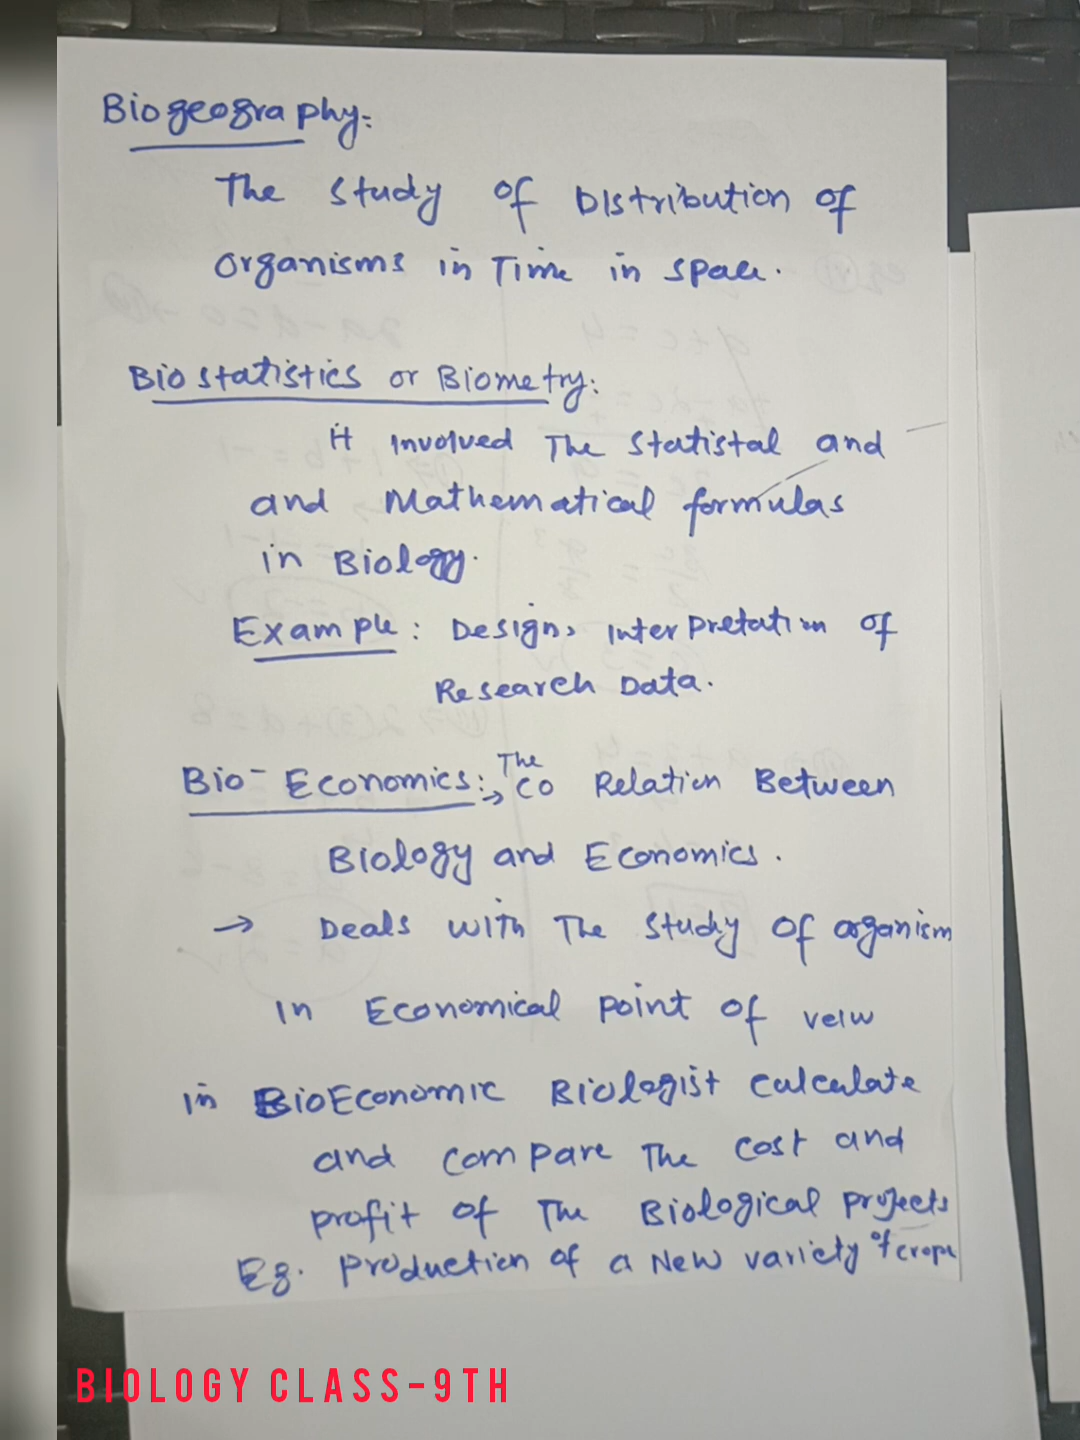 Biogeography:
The study of Distribution of
organisms in Time in space.
Biostatistics or Biometry:
it involved The statistal and
and Mathematical formulas
in Biology.
Example: Design, interpretation of
Research Data.
Bio-Economics: → The CO Relation Between
Biology and Economics.
→ Deals with The study of organism
in Economical point of veiw
in BioEconomic Biologist calculate
and compare The cost and
profit of The Biological projects
Eg. production of a New variety of crops
BIOLOGY CLASS-9TH